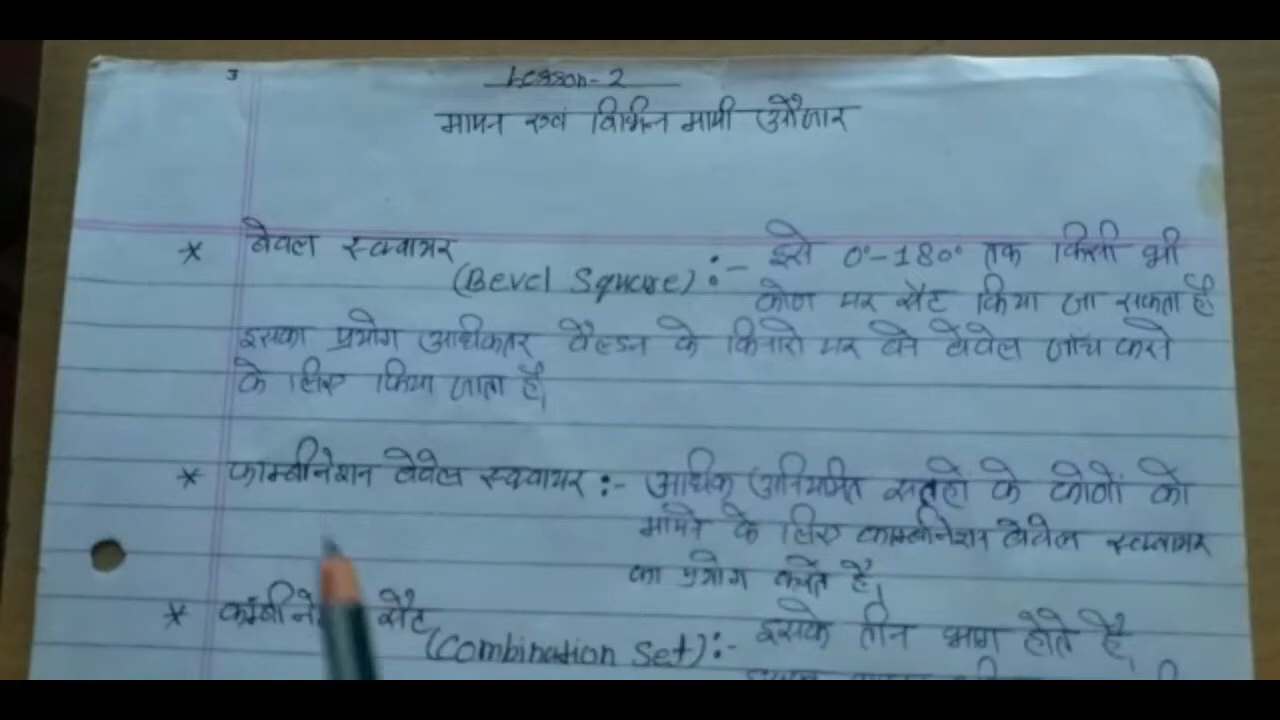 3
Lesson-2
मापन एवं विभिन्न मापी औजार
* बेवल स्क्वायर (Bevel Square) :- इसे 0°-180° तक किसी भी
कोण पर सैट किया जा सकता है
इसका प्रयोग अधिकतर वैल्डन के किनारो पर बने बेवेल जाँच करने
के लिए किया जाता है।
* काम्बीनेशन बेवेल स्क्वायर :- अधिक अनियमित सतहों के कोणों को
मापने के लिए काम्बीनेशन बेवेल स्क्वायर
का प्रयोग करते है।
* सैट (Combination Set) :- इसके तीन भाग होते है,